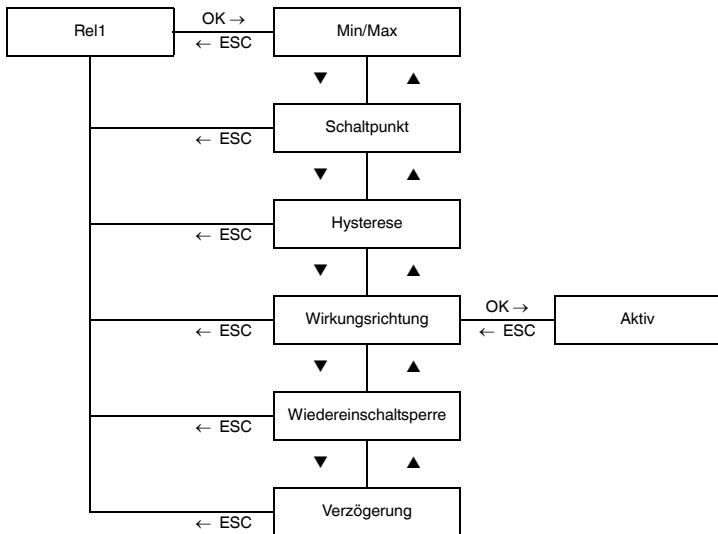 Rel1
OK →
← ESC
Min/Max
▼ ▲
← ESC
Schaltpunkt
▼ ▲
← ESC
Hysterese
▼ ▲
← ESC
Wirkungsrichtung
OK →
← ESC
Aktiv
▼ ▲
← ESC
Wiedereinschaltsperre
▼ ▲
← ESC
Verzögerung